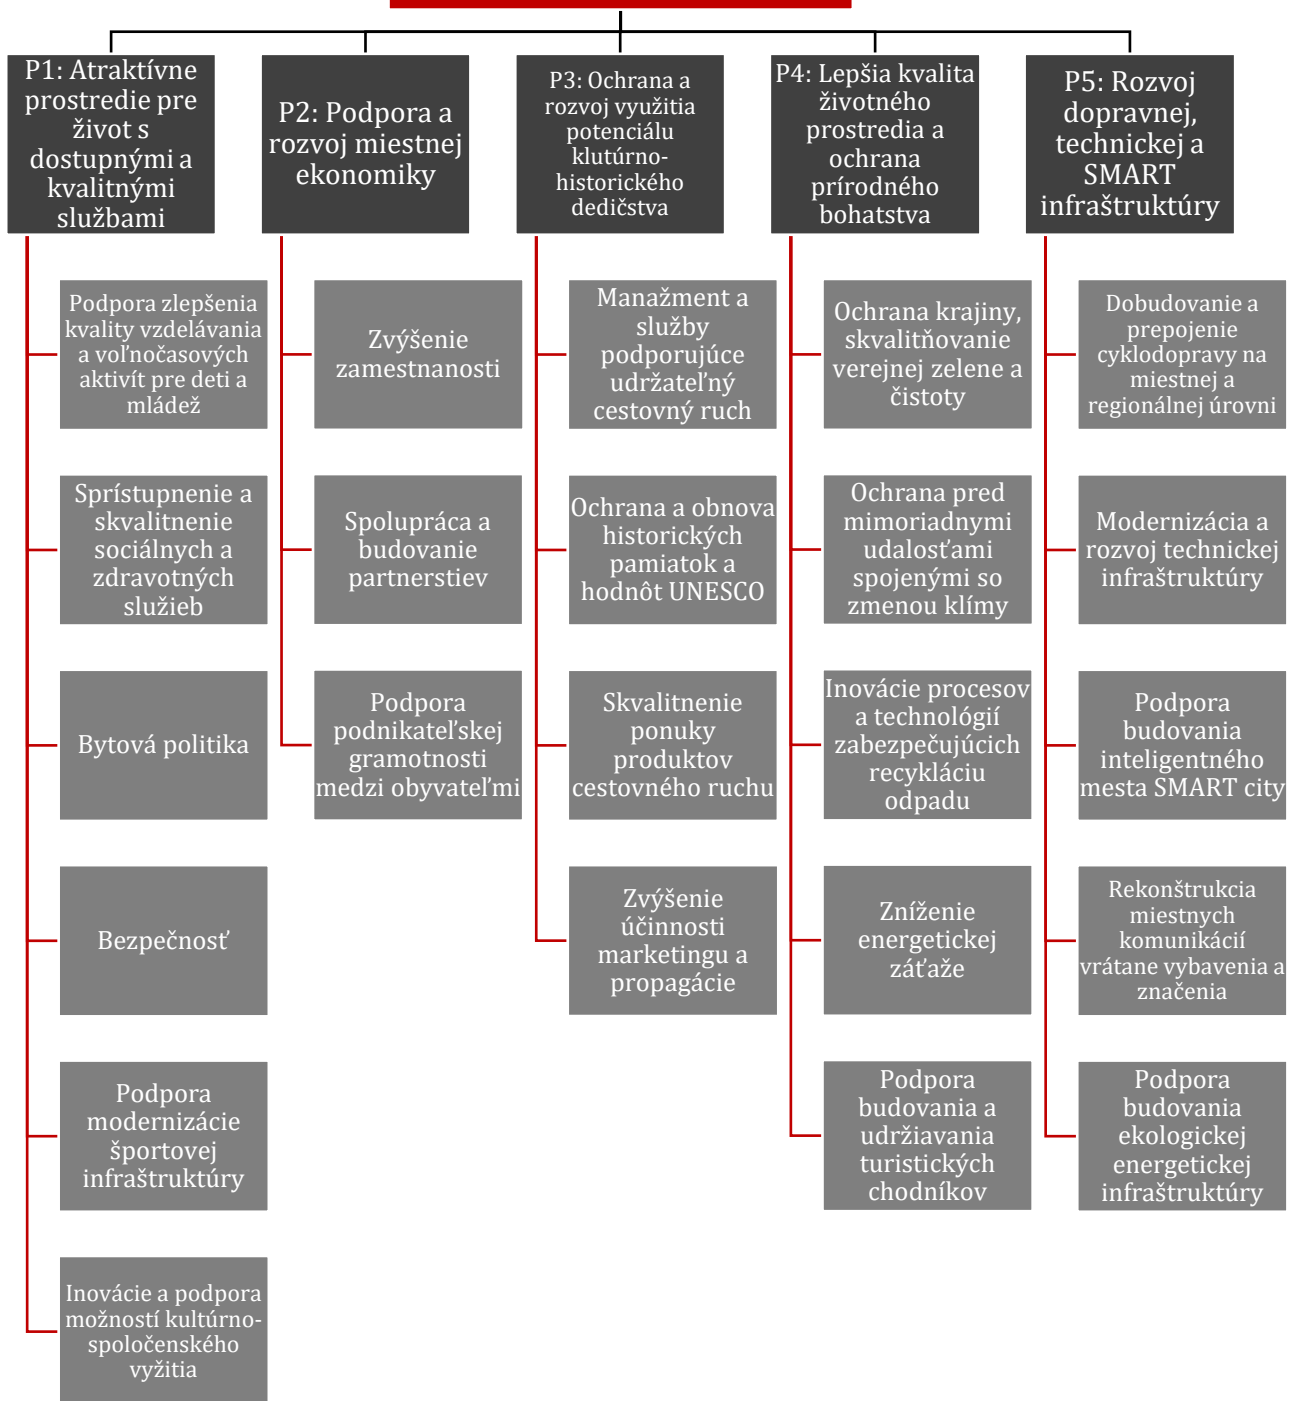 P1: Atraktívne
prostredie pre
život s
dostupnými a
kvalitnými
službami
P2: Podpora a
rozvoj miestnej
ekonomiky
P3: Ochrana a
rozvoj využitia
potenciálu
klutúrno-
historického
dedičstva
P4: Lepšia kvalita
životného
prostredia a
ochrana
prírodného
bohatstva
P5: Rozvoj
dopravnej,
technickej a
SMART
infraštruktúry
Podpora zlepšenia
kvality vzdelávania
a voľnočasových
aktivít pre deti a
mládež
Sprístupnenie a
skvalitnenie
sociálnych a
zdravotných
služieb
Bytová politika
Bezpečnosť
Podpora
modernizácie
športovej
infraštruktúry
Inovácie a podpora
možností kultúrno-
spoločenského
vyžitia
Zvýšenie
zamestnanosti
Spolupráca a
budovanie
partnerstiev
Podpora
podnikateľskej
gramotnosti
medzi obyvateľmi
Manažment a
služby
podporujúce
udržateľný
cestovný ruch
Ochrana a obnova
historických
pamiatok a
hodnôt UNESCO
Skvalitnenie
ponuky
produktov
cestovného ruchu
Zvýšenie
účinnosti
marketingu a
propagácie
Ochrana krajiny,
skvalitňovanie
verejnej zelene a
čistoty
Ochrana pred
mimoriadnymi
udalosťami
spojenými so
zmenou klímy
Inovácie procesov
a technológií
zabezpečujúcich
recykláciu
odpadu
Zníženie
energetickej
záťaže
Podpora
budovania a
udržiavania
turistických
chodníkov
Dobudovanie a
prepojenie
cyklodopravy na
miestnej a
regionálnej úrovni
Modernizácia a
rozvoj technickej
infraštruktúry
Podpora
budovania
inteligentného
mesta SMART city
Rekonštrukcia
miestnych
komunikácií
vrátane vybavenia a
značenia
Podpora
budovania
ekologickej
energetickej
infraštruktúry